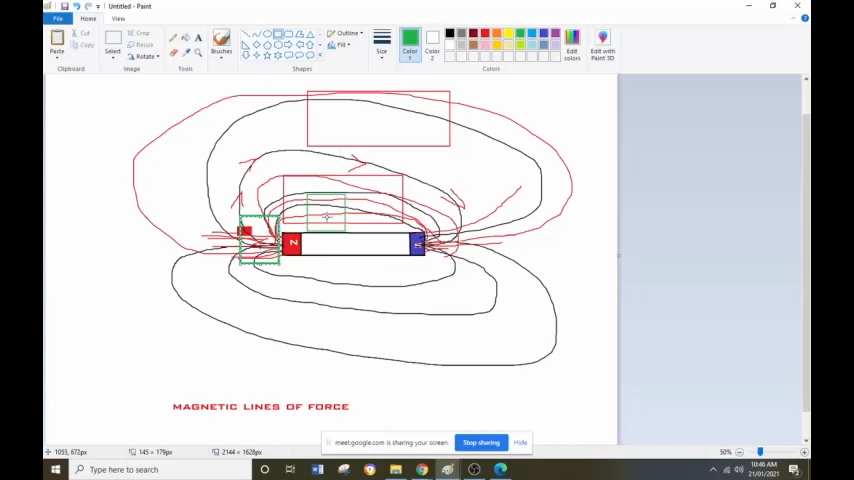 Untitled - Paint
File
Home
View
Paste
Cut
Copy
Clipboard
Select
Crop
Resize
Rotate
Image
Tools
Brushes
Outline
Fill
Shapes
Size
Color
1
Color
2
Colors
Edit
colors
Edit with
Paint 3D
N
MAGNETIC LINES OF FORCE
meet.google.com is sharing your screen.
Stop sharing
Hide
1055, 672px
145 × 179px
2144 × 1628px
50%
Type here to search
10:46 AM
21/01/2021